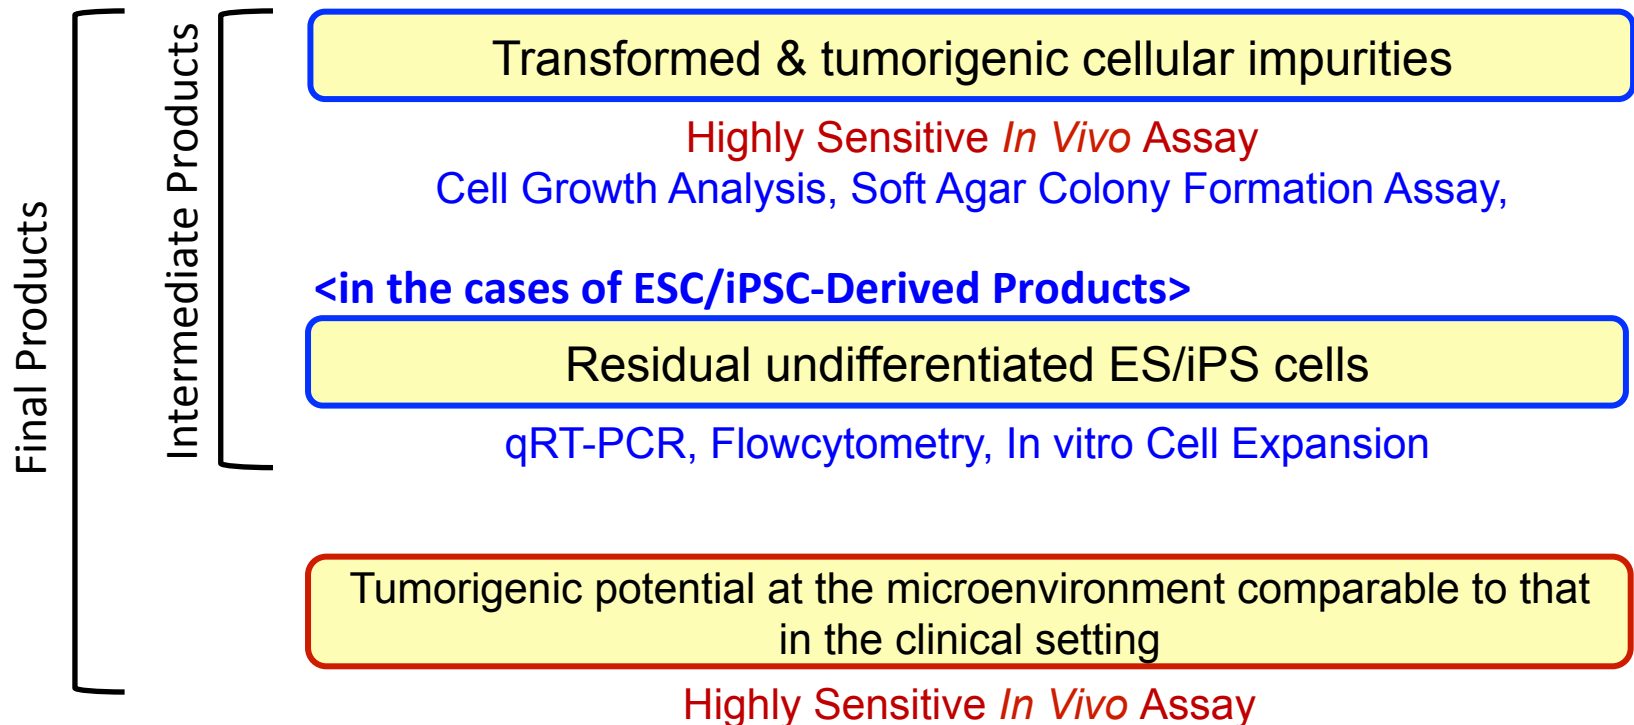 Final Products
Intermediate Products
Transformed & tumorigenic cellular impurities
Highly Sensitive In Vivo Assay
Cell Growth Analysis, Soft Agar Colony Formation Assay,
<in the cases of ESC/iPSC-Derived Products>
Residual undifferentiated ES/iPS cells
qRT-PCR, Flowcytometry, In vitro Cell Expansion
Tumorigenic potential at the microenvironment comparable to that
in the clinical setting
Highly Sensitive In Vivo Assay